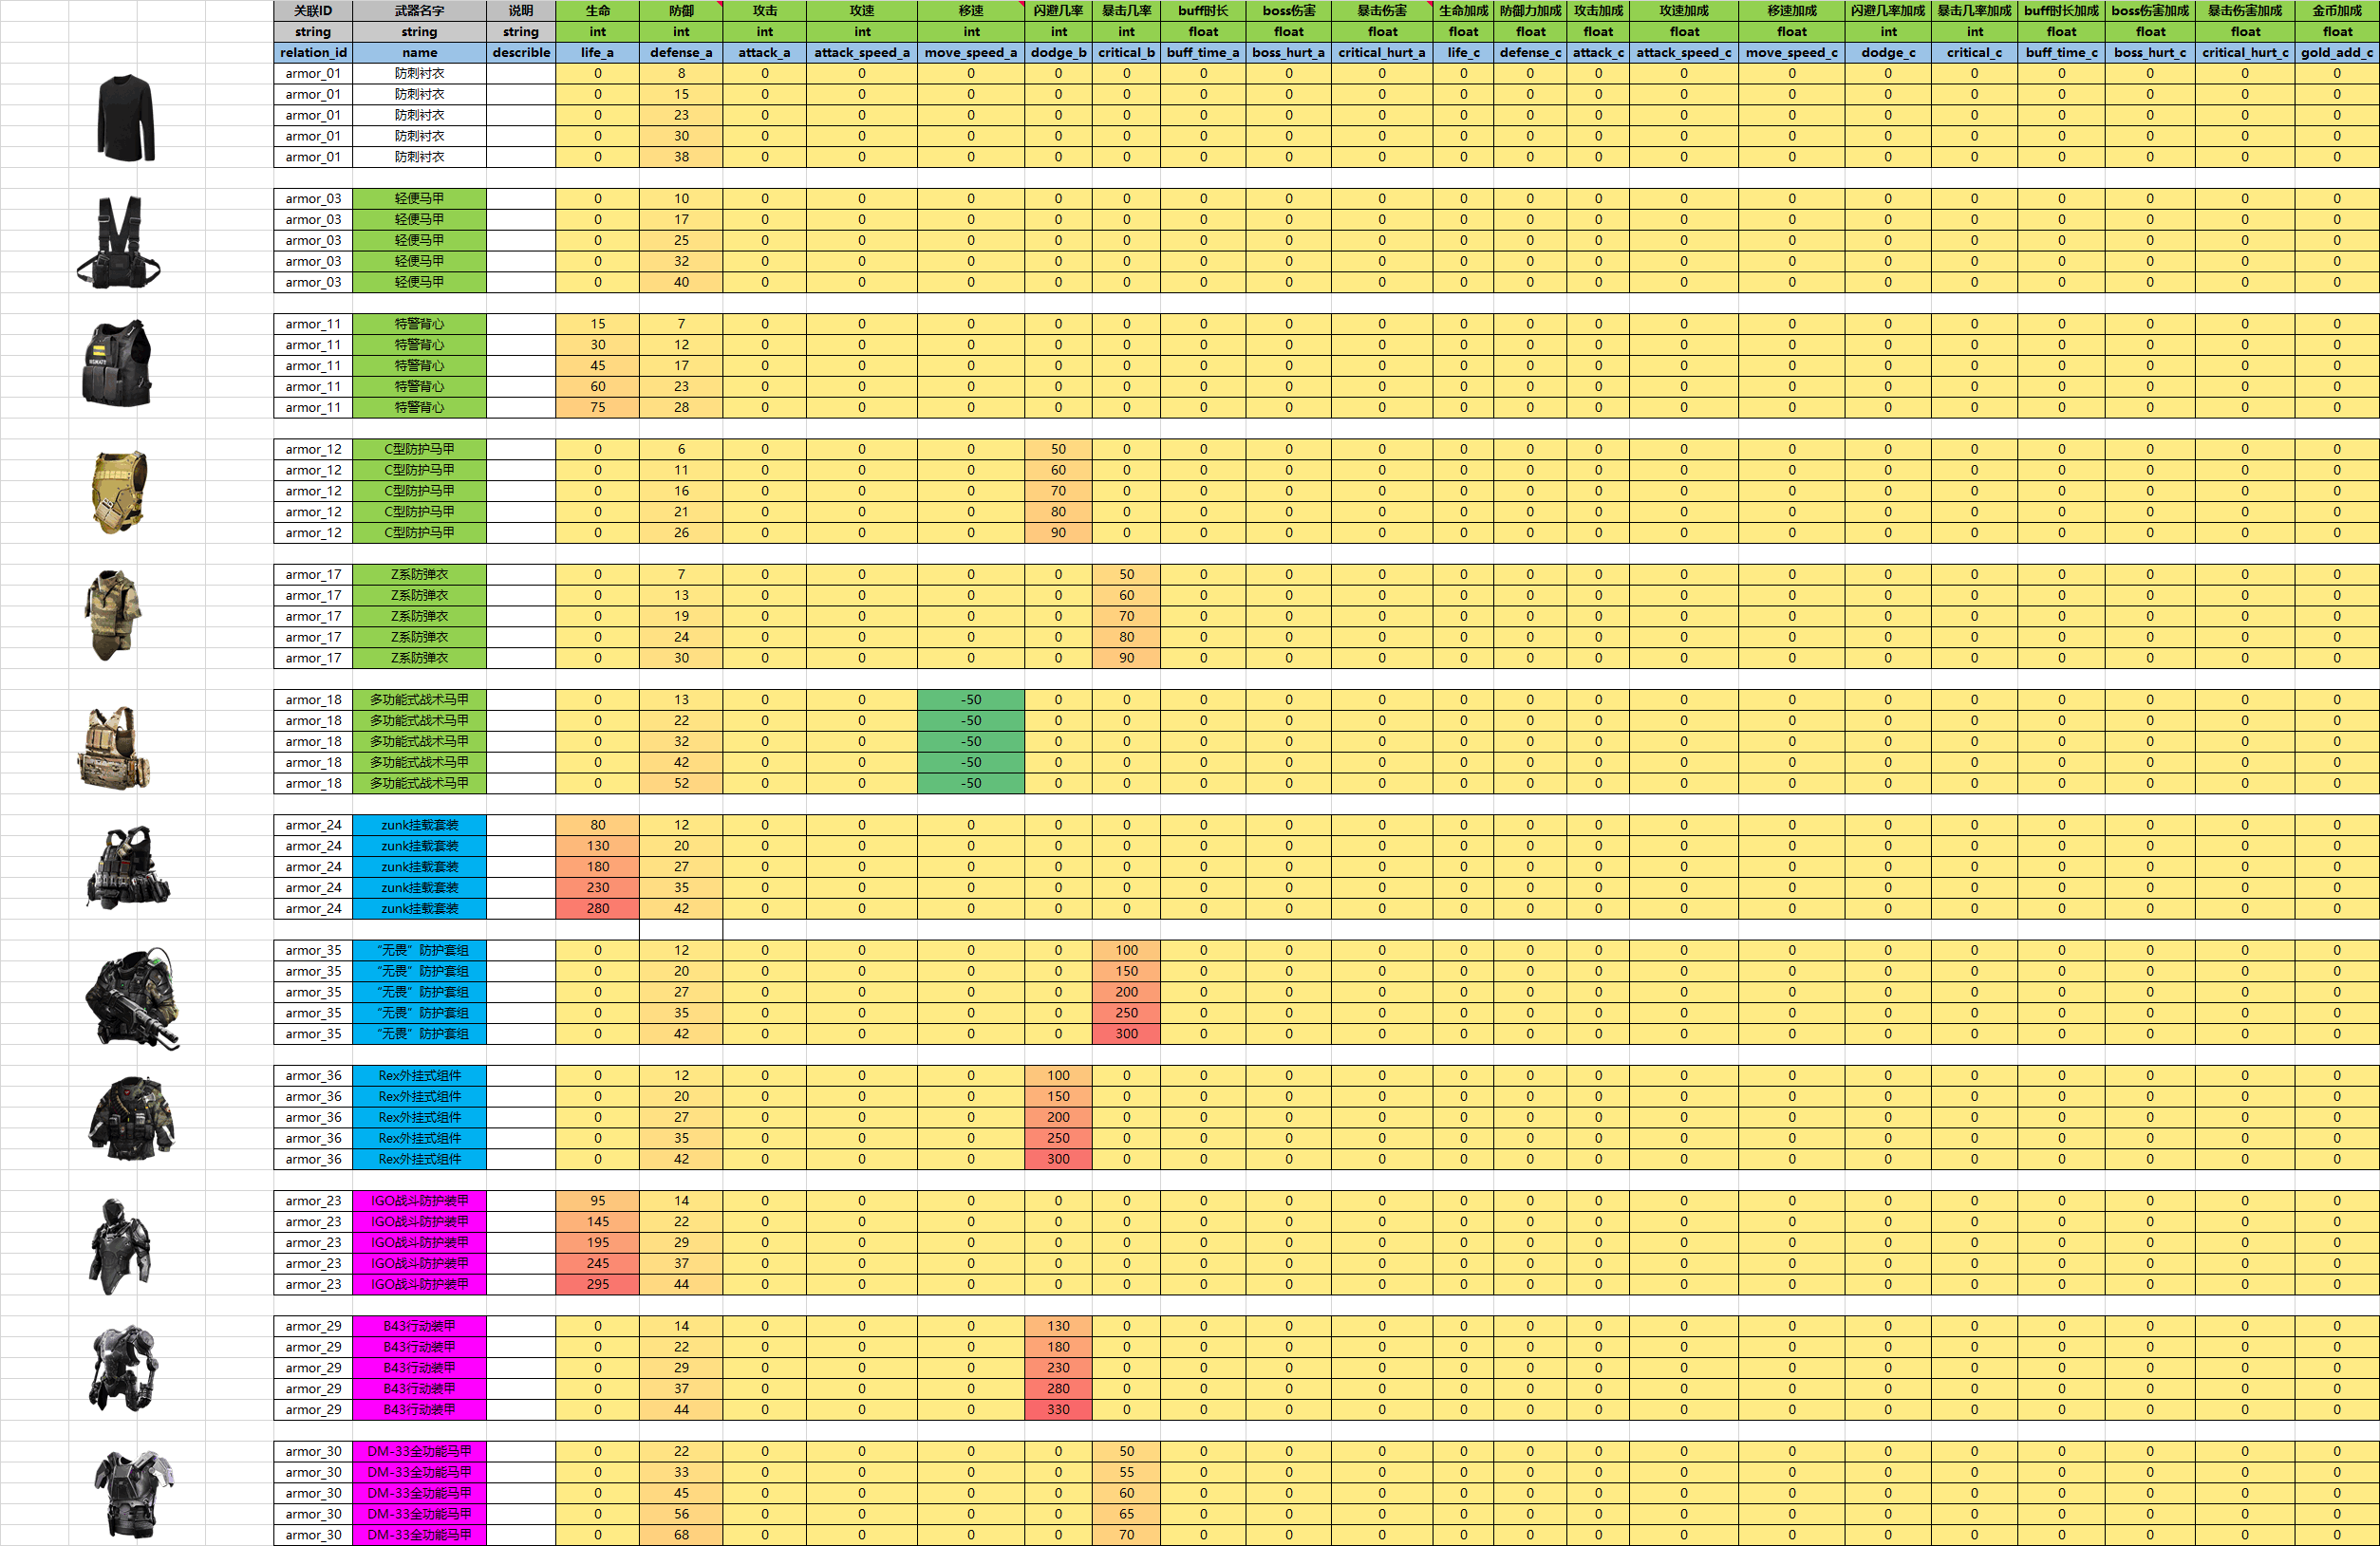 关联ID 武器名字 说明 生命 防御 攻击 攻速 移速 闪避几率 暴击几率 buff时长 boss伤害 暴击伤害 生命加成 防御力加成 攻击加成 攻速加成 移速加成 闪避几率加成 暴击几率加成 buff时长加成 boss伤害加成 暴击伤害加成 金币加成
string string string int int int int int int int float float float float float float float float int int float float float float
relation_id name describle life_a defense_a attack_a attack_speed_a move_speed_a dodge_b critical_b buff_time_a boss_hurt_a critical_hurt_a life_c defense_c attack_c attack_speed_c move_speed_c dodge_c critical_c buff_time_c boss_hurt_c critical_hurt_c gold_add_c
armor_01 防刺衬衣 0 8 0 0 0 0 0 0 0 0 0 0 0 0 0 0 0 0 0 0 0
armor_01 防刺衬衣 0 15 0 0 0 0 0 0 0 0 0 0 0 0 0 0 0 0 0 0 0
armor_01 防刺衬衣 0 23 0 0 0 0 0 0 0 0 0 0 0 0 0 0 0 0 0 0 0
armor_01 防刺衬衣 0 30 0 0 0 0 0 0 0 0 0 0 0 0 0 0 0 0 0 0 0
armor_01 防刺衬衣 0 38 0 0 0 0 0 0 0 0 0 0 0 0 0 0 0 0 0 0 0
armor_03 轻便马甲 0 10 0 0 0 0 0 0 0 0 0 0 0 0 0 0 0 0 0 0 0
armor_03 轻便马甲 0 17 0 0 0 0 0 0 0 0 0 0 0 0 0 0 0 0 0 0 0
armor_03 轻便马甲 0 25 0 0 0 0 0 0 0 0 0 0 0 0 0 0 0 0 0 0 0
armor_03 轻便马甲 0 32 0 0 0 0 0 0 0 0 0 0 0 0 0 0 0 0 0 0 0
armor_03 轻便马甲 0 40 0 0 0 0 0 0 0 0 0 0 0 0 0 0 0 0 0 0 0
armor_11 特警背心 15 7 0 0 0 0 0 0 0 0 0 0 0 0 0 0 0 0 0 0 0
armor_11 特警背心 30 12 0 0 0 0 0 0 0 0 0 0 0 0 0 0 0 0 0 0 0
armor_11 特警背心 45 17 0 0 0 0 0 0 0 0 0 0 0 0 0 0 0 0 0 0 0
armor_11 特警背心 60 23 0 0 0 0 0 0 0 0 0 0 0 0 0 0 0 0 0 0 0
armor_11 特警背心 75 28 0 0 0 0 0 0 0 0 0 0 0 0 0 0 0 0 0 0 0
armor_12 C型防护马甲 0 6 0 0 0 50 0 0 0 0 0 0 0 0 0 0 0 0 0 0 0
armor_12 C型防护马甲 0 11 0 0 0 60 0 0 0 0 0 0 0 0 0 0 0 0 0 0 0
armor_12 C型防护马甲 0 16 0 0 0 70 0 0 0 0 0 0 0 0 0 0 0 0 0 0 0
armor_12 C型防护马甲 0 21 0 0 0 80 0 0 0 0 0 0 0 0 0 0 0 0 0 0 0
armor_12 C型防护马甲 0 26 0 0 0 90 0 0 0 0 0 0 0 0 0 0 0 0 0 0 0
armor_17 Z系防弹衣 0 7 0 0 0 0 50 0 0 0 0 0 0 0 0 0 0 0 0 0 0
armor_17 Z系防弹衣 0 13 0 0 0 0 60 0 0 0 0 0 0 0 0 0 0 0 0 0 0
armor_17 Z系防弹衣 0 19 0 0 0 0 70 0 0 0 0 0 0 0 0 0 0 0 0 0 0
armor_17 Z系防弹衣 0 24 0 0 0 0 80 0 0 0 0 0 0 0 0 0 0 0 0 0 0
armor_17 Z系防弹衣 0 30 0 0 0 0 90 0 0 0 0 0 0 0 0 0 0 0 0 0 0
armor_18 多功能式战术马甲 0 13 0 0 -50 0 0 0 0 0 0 0 0 0 0 0 0 0 0 0 0
armor_18 多功能式战术马甲 0 22 0 0 -50 0 0 0 0 0 0 0 0 0 0 0 0 0 0 0 0
armor_18 多功能式战术马甲 0 32 0 0 -50 0 0 0 0 0 0 0 0 0 0 0 0 0 0 0 0
armor_18 多功能式战术马甲 0 42 0 0 -50 0 0 0 0 0 0 0 0 0 0 0 0 0 0 0 0
armor_18 多功能式战术马甲 0 52 0 0 -50 0 0 0 0 0 0 0 0 0 0 0 0 0 0 0 0
armor_24 zunk挂载套装 80 12 0 0 0 0 0 0 0 0 0 0 0 0 0 0 0 0 0 0 0
armor_24 zunk挂载套装 130 20 0 0 0 0 0 0 0 0 0 0 0 0 0 0 0 0 0 0 0
armor_24 zunk挂载套装 180 27 0 0 0 0 0 0 0 0 0 0 0 0 0 0 0 0 0 0 0
armor_24 zunk挂载套装 230 35 0 0 0 0 0 0 0 0 0 0 0 0 0 0 0 0 0 0 0
armor_24 zunk挂载套装 280 42 0 0 0 0 0 0 0 0 0 0 0 0 0 0 0 0 0 0 0
armor_35 “无畏”防护套组 0 12 0 0 0 0 100 0 0 0 0 0 0 0 0 0 0 0 0 0 0
armor_35 “无畏”防护套组 0 20 0 0 0 0 150 0 0 0 0 0 0 0 0 0 0 0 0 0 0
armor_35 “无畏”防护套组 0 27 0 0 0 0 200 0 0 0 0 0 0 0 0 0 0 0 0 0 0
armor_35 “无畏”防护套组 0 35 0 0 0 0 250 0 0 0 0 0 0 0 0 0 0 0 0 0 0
armor_35 “无畏”防护套组 0 42 0 0 0 0 300 0 0 0 0 0 0 0 0 0 0 0 0 0 0
armor_36 Rex外挂式组件 0 12 0 0 0 100 0 0 0 0 0 0 0 0 0 0 0 0 0 0 0
armor_36 Rex外挂式组件 0 20 0 0 0 150 0 0 0 0 0 0 0 0 0 0 0 0 0 0 0
armor_36 Rex外挂式组件 0 27 0 0 0 200 0 0 0 0 0 0 0 0 0 0 0 0 0 0 0
armor_36 Rex外挂式组件 0 35 0 0 0 250 0 0 0 0 0 0 0 0 0 0 0 0 0 0 0
armor_36 Rex外挂式组件 0 42 0 0 0 300 0 0 0 0 0 0 0 0 0 0 0 0 0 0 0
armor_23 IGO战斗防护装甲 95 14 0 0 0 0 0 0 0 0 0 0 0 0 0 0 0 0 0 0 0
armor_23 IGO战斗防护装甲 145 22 0 0 0 0 0 0 0 0 0 0 0 0 0 0 0 0 0 0 0
armor_23 IGO战斗防护装甲 195 29 0 0 0 0 0 0 0 0 0 0 0 0 0 0 0 0 0 0 0
armor_23 IGO战斗防护装甲 245 37 0 0 0 0 0 0 0 0 0 0 0 0 0 0 0 0 0 0 0
armor_23 IGO战斗防护装甲 295 44 0 0 0 0 0 0 0 0 0 0 0 0 0 0 0 0 0 0 0
armor_29 B43行动装甲 0 14 0 0 0 130 0 0 0 0 0 0 0 0 0 0 0 0 0 0 0
armor_29 B43行动装甲 0 22 0 0 0 180 0 0 0 0 0 0 0 0 0 0 0 0 0 0 0
armor_29 B43行动装甲 0 29 0 0 0 230 0 0 0 0 0 0 0 0 0 0 0 0 0 0 0
armor_29 B43行动装甲 0 37 0 0 0 280 0 0 0 0 0 0 0 0 0 0 0 0 0 0 0
armor_29 B43行动装甲 0 44 0 0 0 330 0 0 0 0 0 0 0 0 0 0 0 0 0 0 0
armor_30 DM-33全功能马甲 0 22 0 0 0 0 50 0 0 0 0 0 0 0 0 0 0 0 0 0 0
armor_30 DM-33全功能马甲 0 33 0 0 0 0 55 0 0 0 0 0 0 0 0 0 0 0 0 0 0
armor_30 DM-33全功能马甲 0 45 0 0 0 0 60 0 0 0 0 0 0 0 0 0 0 0 0 0 0
armor_30 DM-33全功能马甲 0 56 0 0 0 0 65 0 0 0 0 0 0 0 0 0 0 0 0 0 0
armor_30 DM-33全功能马甲 0 68 0 0 0 0 70 0 0 0 0 0 0 0 0 0 0 0 0 0 0